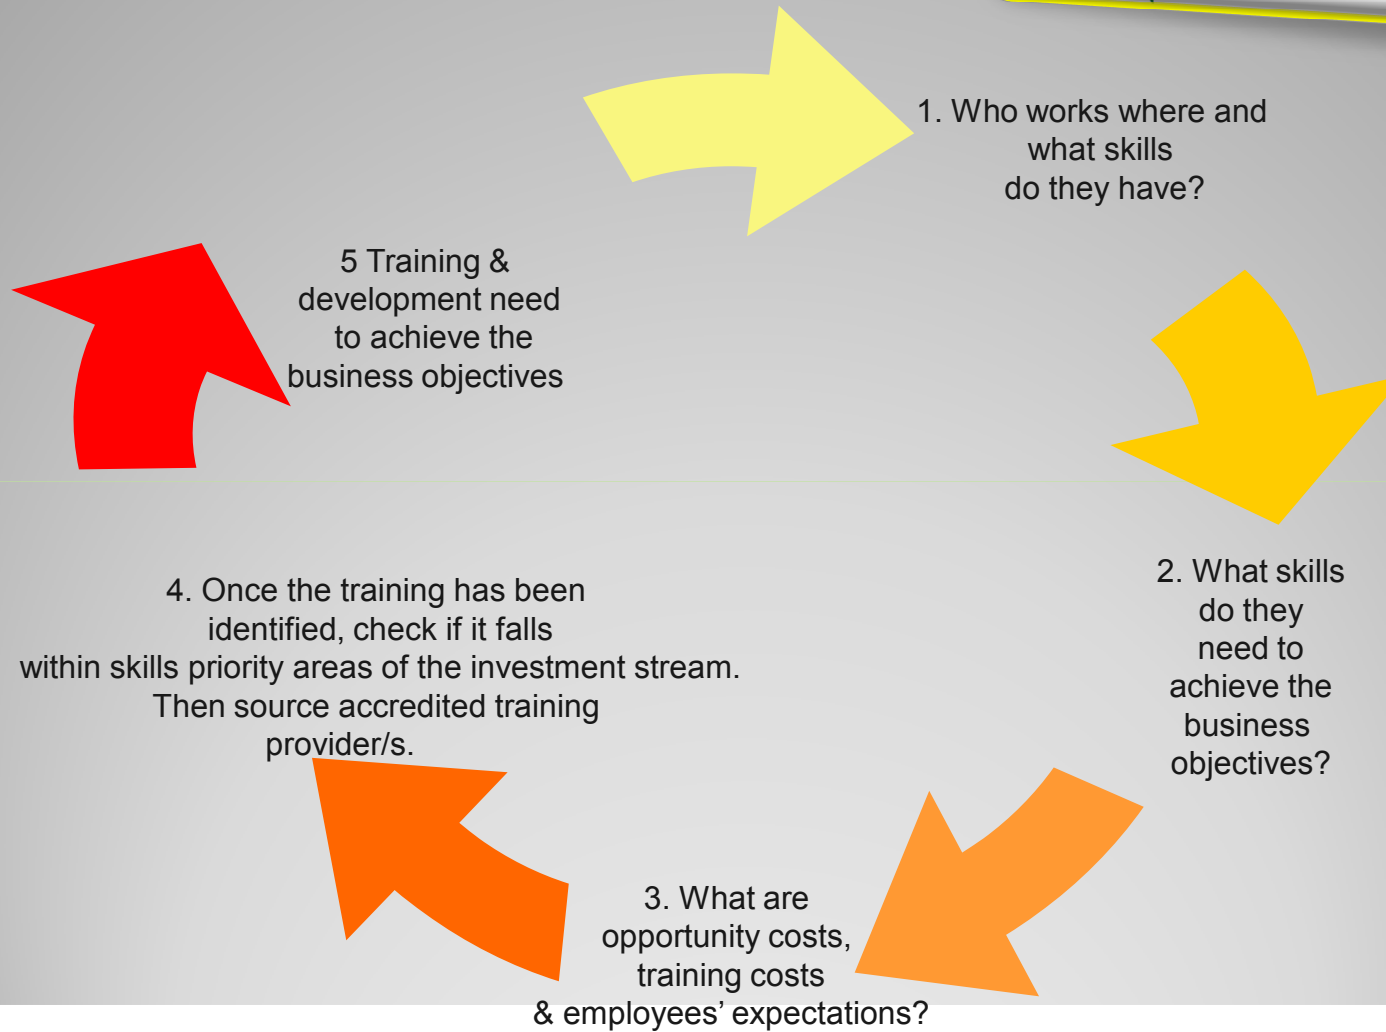 1. Who works where and
what skills
do they have?
2. What skills
do they
need to
achieve the
business
objectives?
3. What are
opportunity costs,
training costs
& employees’ expectations?
4. Once the training has been
identified, check if it falls
within skills priority areas of the investment stream.
Then source accredited training
provider/s.
5 Training &
development need
to achieve the
business objectives